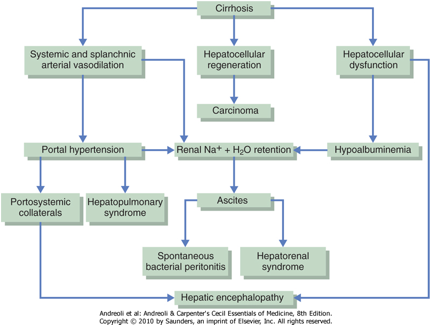 Cirrhosis
Systemic and splanchnic
arterial vasodilation
Hepatocellular
regeneration
Hepatocellular
dysfunction
Carcinoma
Portal hypertension
Renal Na+ + H2O retention
Hypoalbuminemia
Portosystemic
collaterals
Hepatopulmonary
syndrome
Ascites
Spontaneous
bacterial peritonitis
Hepatorenal
syndrome
Hepatic encephalopathy
Andreoli et al: Andreoli & Carpenter's Cecil Essentials of Medicine, 8th Edition.
Copyright © 2010 by Saunders, an imprint of Elsevier, Inc. All rights reserved.